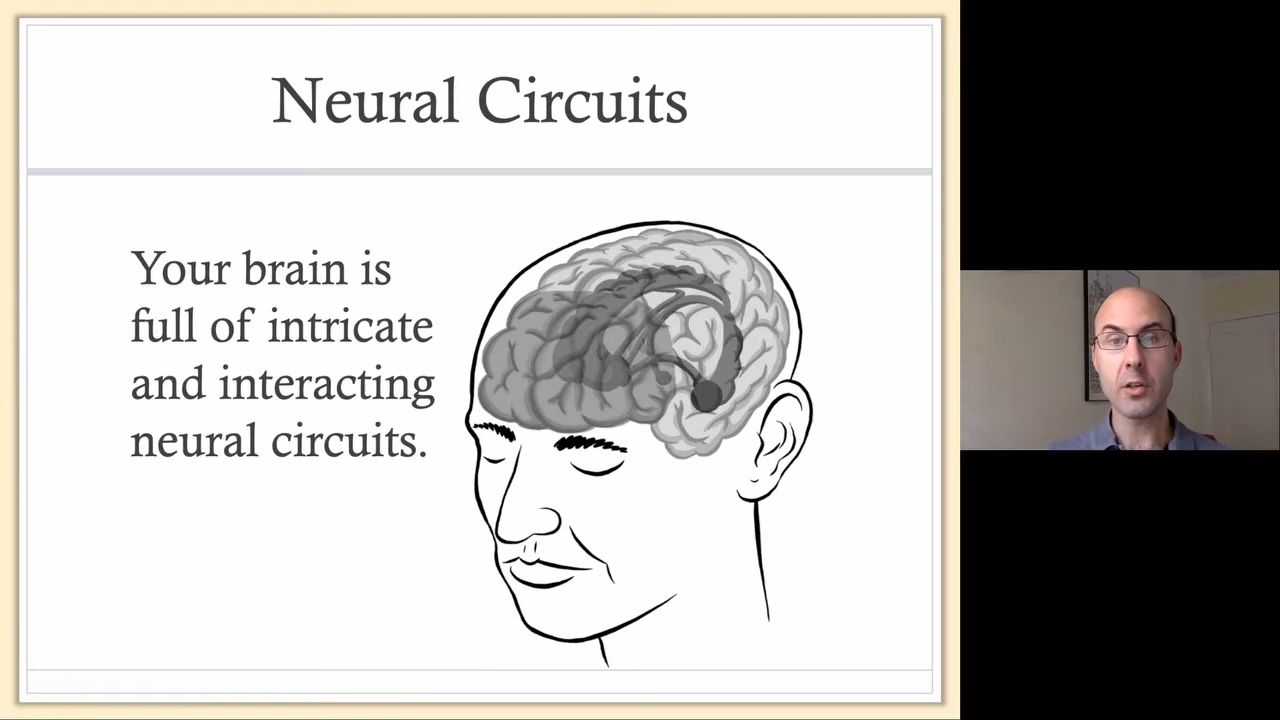 Neural Circuits
Your brain is
full of intricate
and interacting
neural circuits.